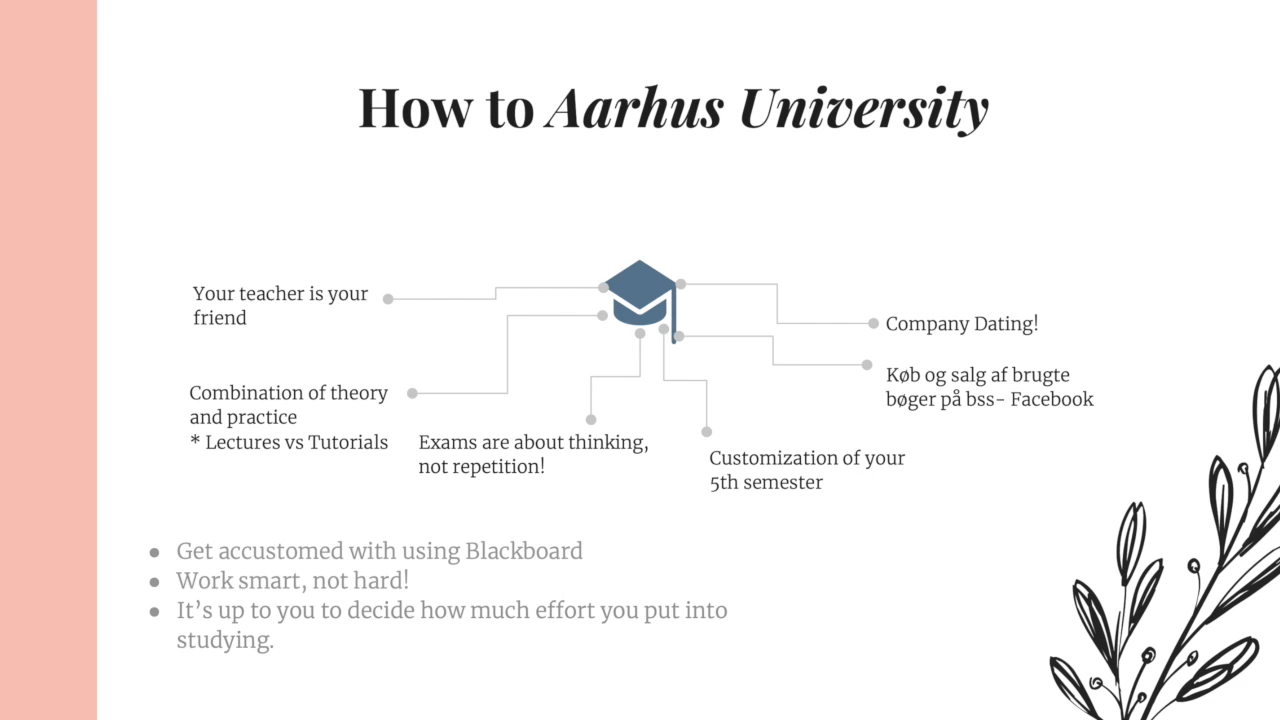 How to Aarhus University
Your teacher is your
friend
Combination of theory
and practice
* Lectures vs Tutorials
Exams are about thinking,
not repetition!
Customization of your
5th semester
Company Dating!
Køb og salg af brugte
bøger på bss- Facebook
● Get accustomed with using Blackboard
● Work smart, not hard!
● It’s up to you to decide how much effort you put into
studying.